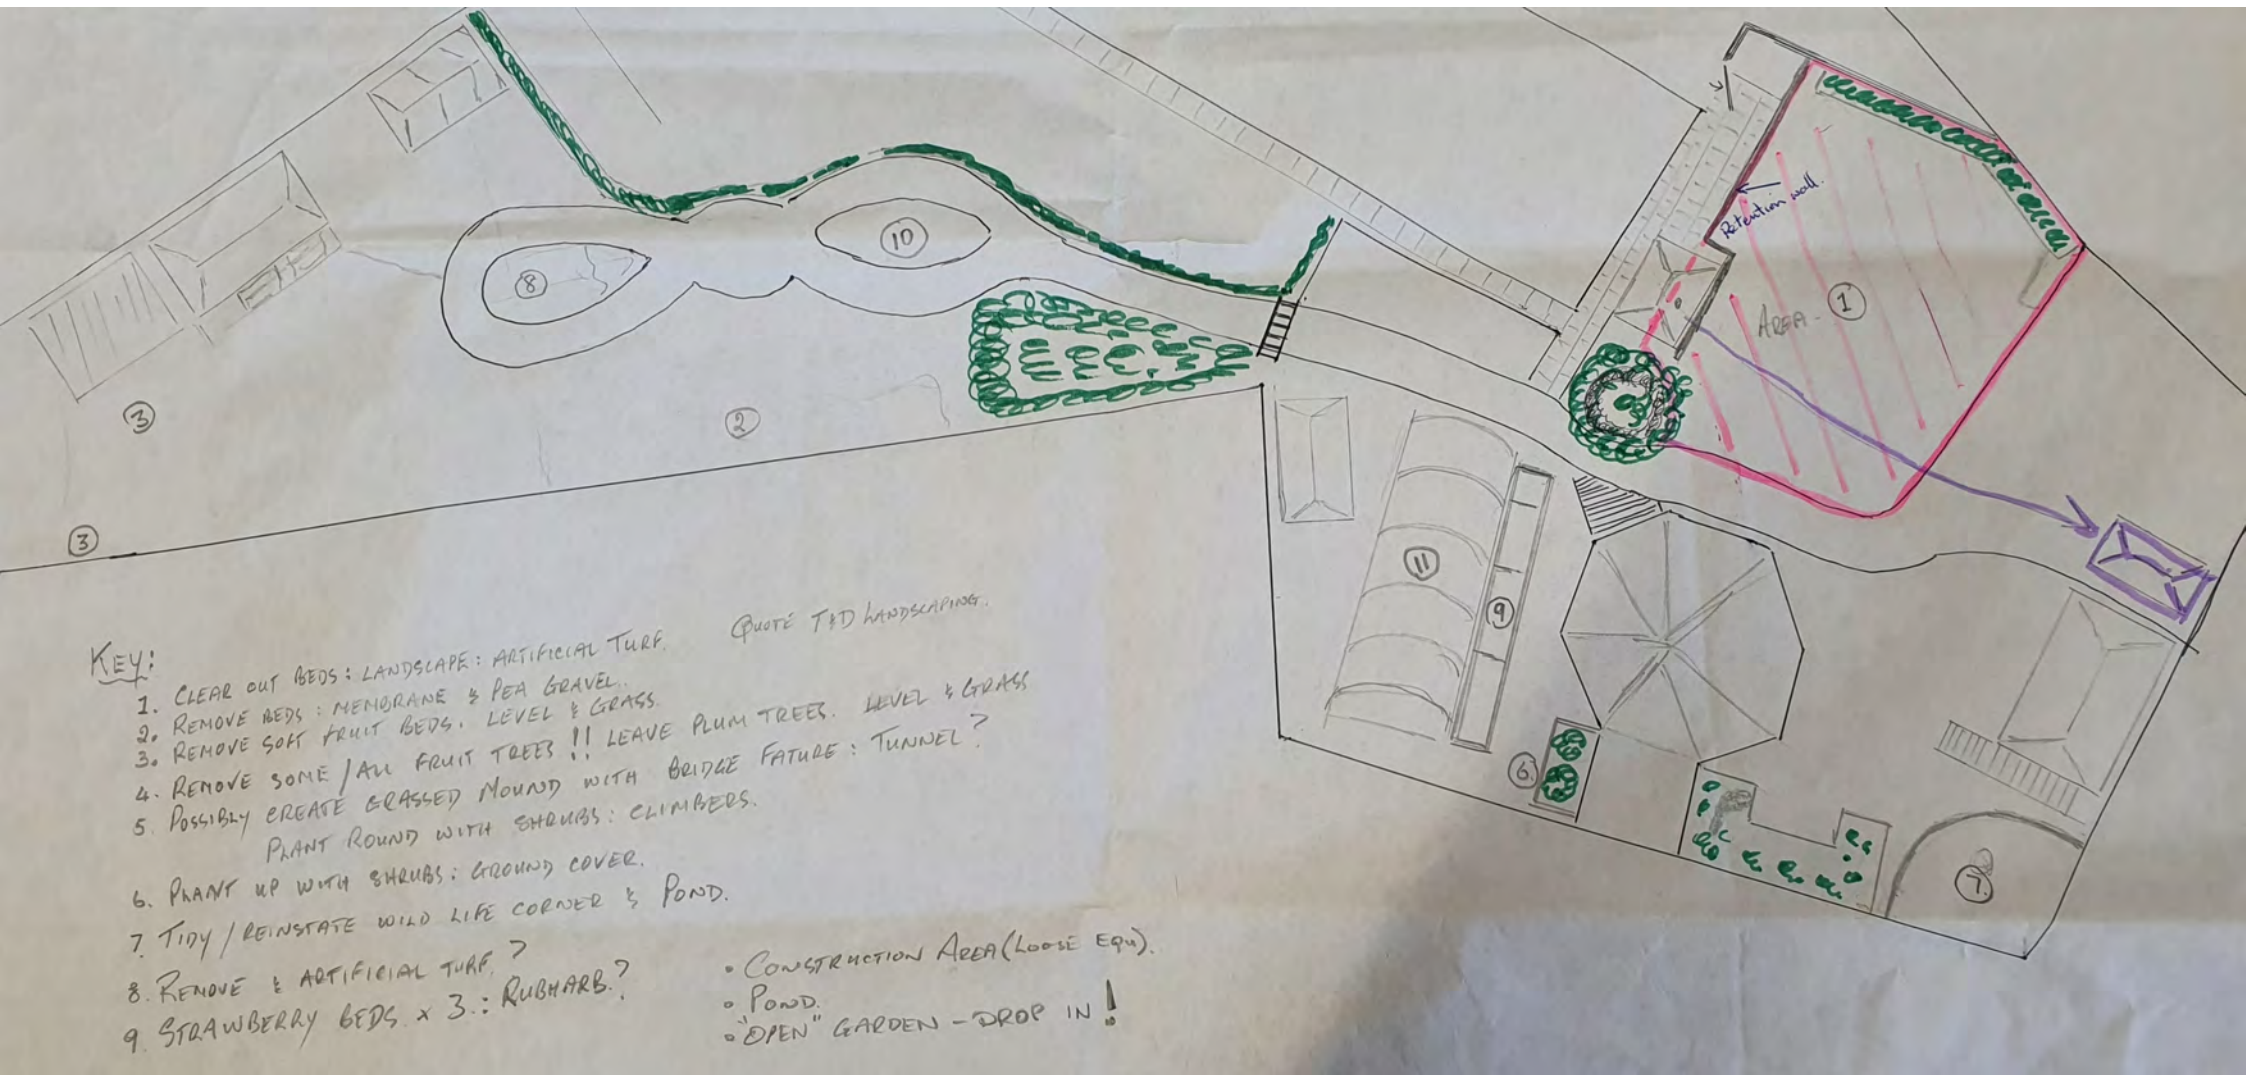 8
10
Retention wall.
AREA - 1
3
2
3
11
9
6.
7.
KEY:
QUOTE T&D LANDSCAPING.
1. CLEAR OUT BEDS: LANDSCAPE: ARTIFICIAL TURF.
2. REMOVE BEDS: MEMBRANE & PEA GRAVEL.
3. REMOVE SOFT FRUIT BEDS. LEVEL & GRASS.
4. REMOVE SOME/ALL FRUIT TREES!! LEAVE PLUM TREES. LEVEL & GRASS
5. POSSIBLY CREATE GRASSED MOUND WITH BRIDGE FATURE: TUNNEL?
PLANT ROUND WITH SHRUBS: CLIMBERS.
6. PLANT UP WITH SHRUBS: GROUND COVER.
7. TIDY/REINSTATE WILD LIFE CORNER & POND.
8. REMOVE & ARTIFICIAL TURF?
9. STRAWBERRY BEDS x 3.: RUBHARB?
• CONSTRUCTION AREA (LOOSE EQU).
• POND.
• "OPEN" GARDEN - DROP IN!